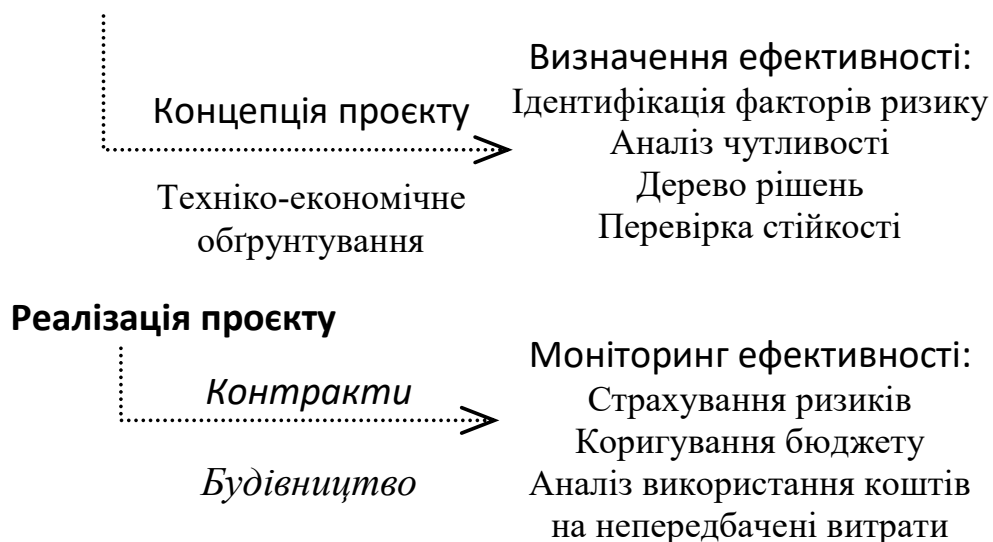 Концепція проєкту
Техніко-економічне
обґрунтування
Визначення ефективності:
Ідентифікація факторів ризику
Аналіз чутливості
Дерево рішень
Перевірка стійкості
Реалізація проєкту
Контракти
Будівництво
Моніторинг ефективності:
Страхування ризиків
Коригування бюджету
Аналіз використання коштів
на непередбачені витрати